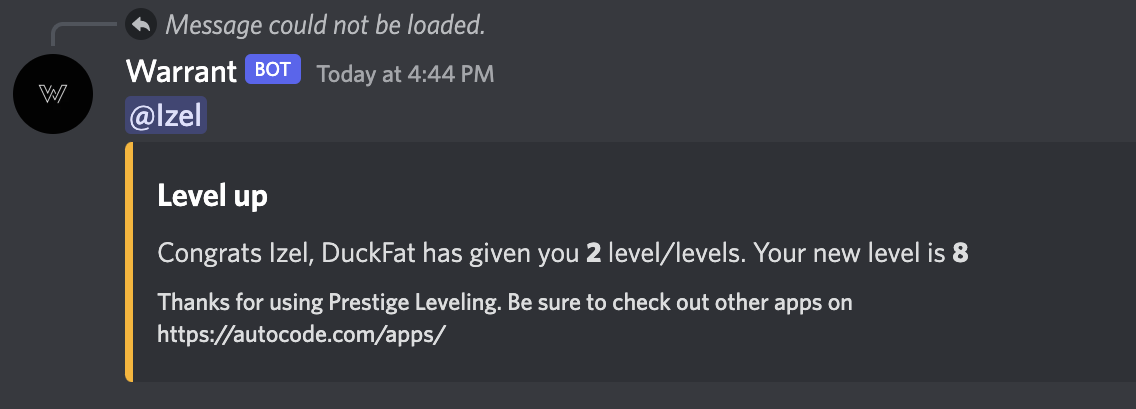 Message could not be loaded.
Warrant BOT Today at 4:44 PM
@Izel
Level up
Congrats Izel, DuckFat has given you 2 level/levels. Your new level is 8
Thanks for using Prestige Leveling. Be sure to check out other apps on
https://autocode.com/apps/